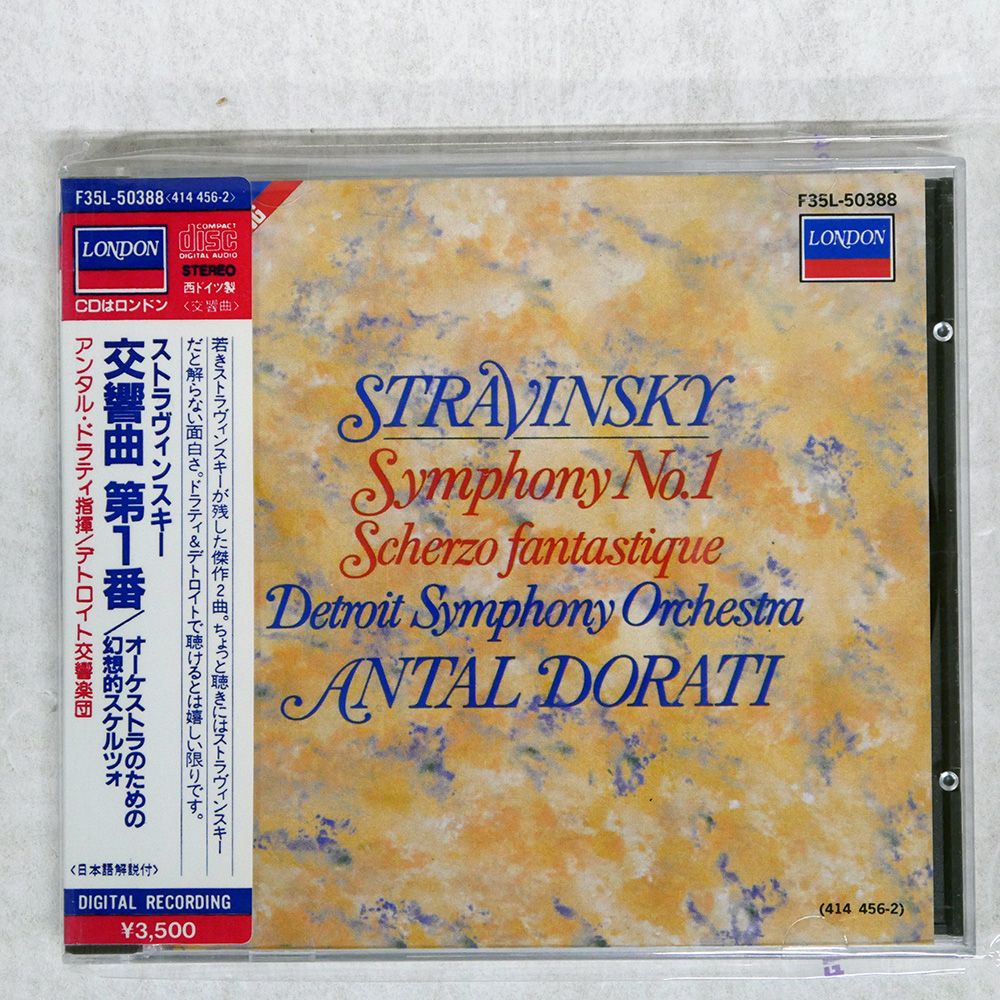 F35L-50388<414 456-2>
LONDON
COMPACT
disc
DIGITAL AUDIO
STEREO
西ドイツ製
CDはロンドン
〈交響曲〉
若きストラヴィンスキーが残した傑作2曲。ちょっと聴きにはストラヴィンスキー
だと解らない面白さ。ドラティ&デトロイトで聴けるとは嬉しい限りです。
ストラヴィンスキー
交響曲 第1番/オーケストラのための
幻想的スケルツォ
アンタル・ドラティ指揮/デトロイト交響楽団
〈日本語解説付〉
DIGITAL RECORDING
¥3,500
F35L-50388
LONDON
STRAVINSKY
Symphony No.1
Scherzo fantastique
Detroit Symphony Orchestra
ANTAL DORATI
(414 456-2)